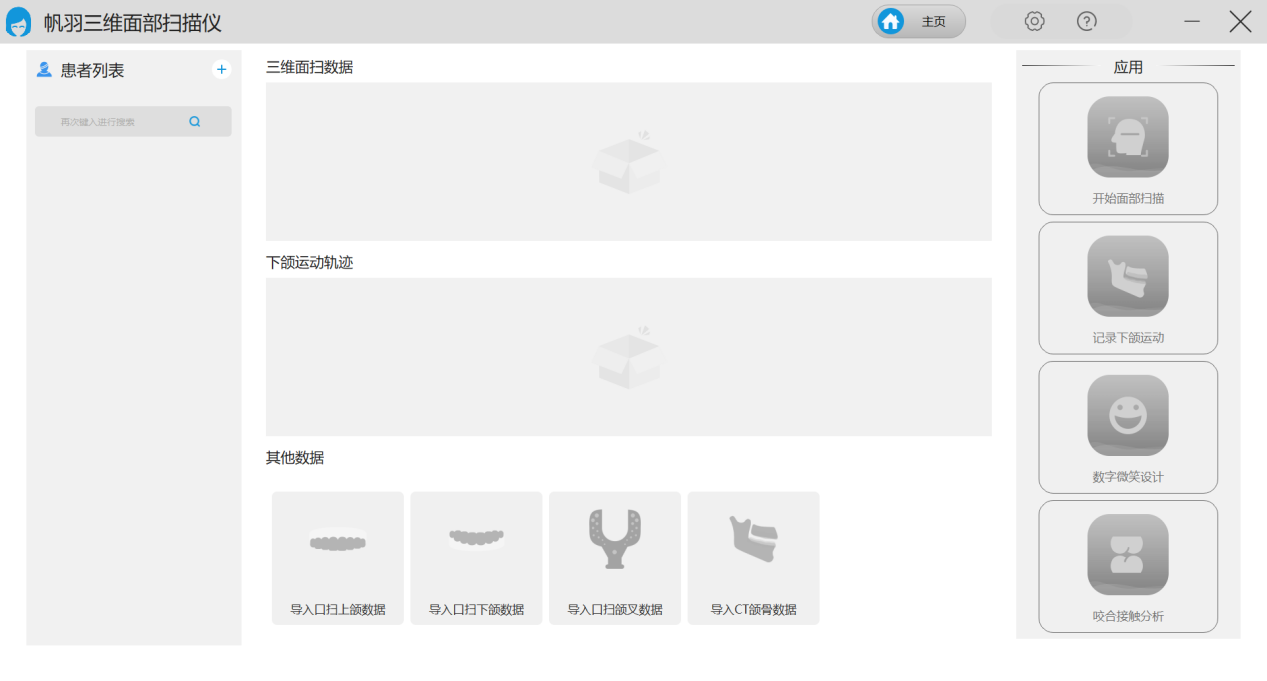 帆羽三维面部扫描仪
主页
患者列表
再次键入进行搜索
三维面扫数据
下颌运动轨迹
其他数据
导入口扫上颌数据
导入口扫下颌数据
导入口扫颌叉数据
导入CT颌骨数据
应用
开始面部扫描
记录下颌运动
数字微笑设计
咬合接触分析